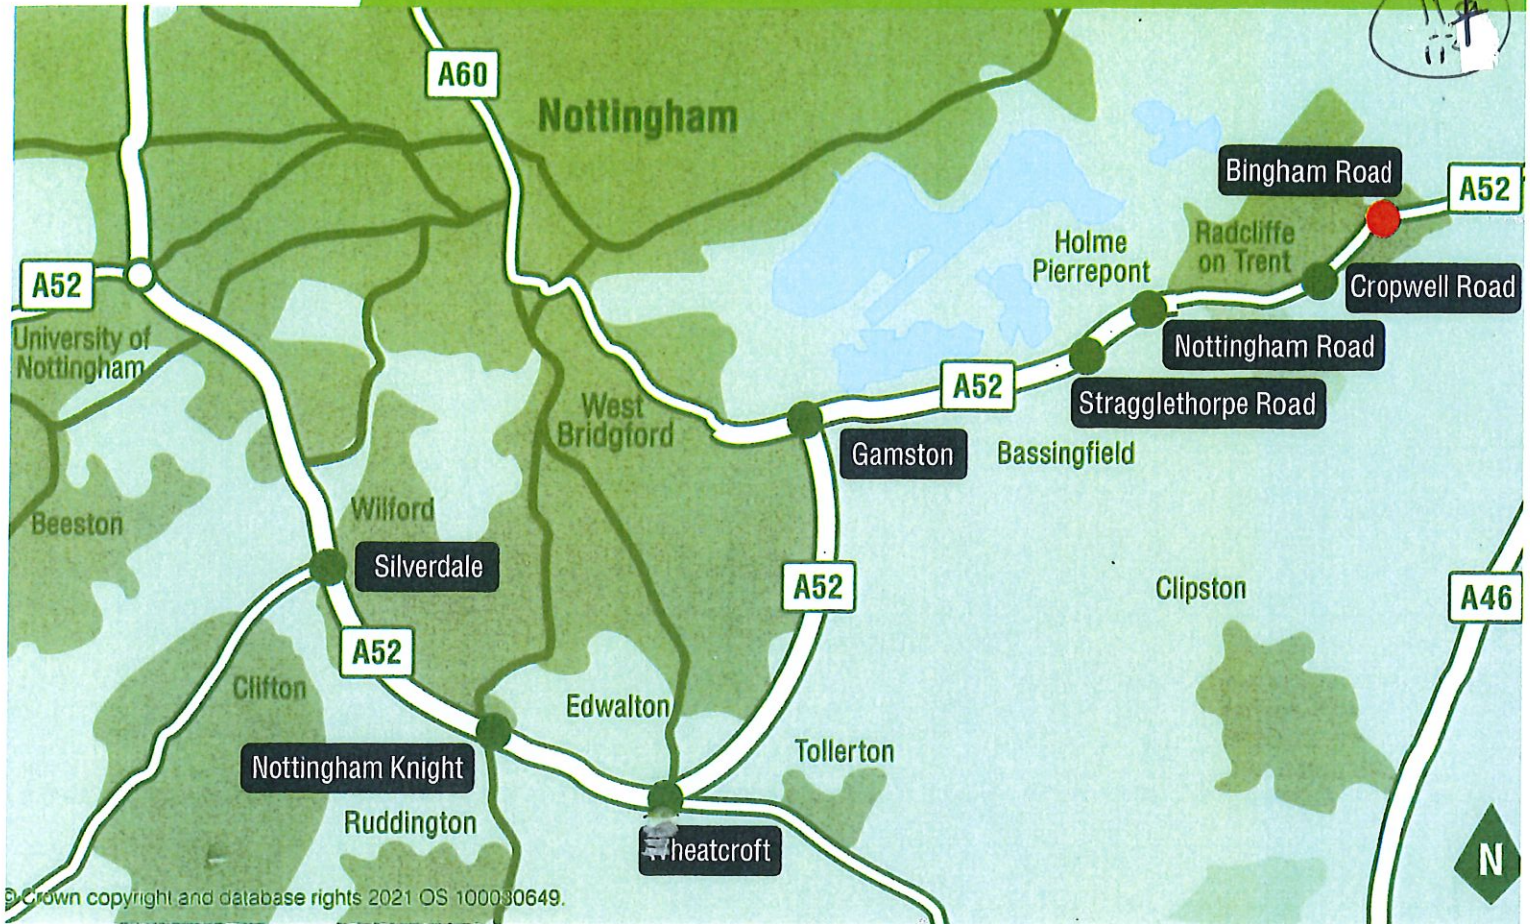 A60
Nottingham
Bingham Road
A52
Radcliffe
on Trent
Holme
Pierrepont
A52
Cropwell Road
University of
Nottingham
Nottingham Road
A52
Stragglethorpe Road
West
Bridgford
Gamston
Bassingfield
Wilford
Beeston
Silverdale
A52
Clipston
A46
A52
Clifton
Edwalton
Tollerton
Nottingham Knight
Ruddington
Wheatcroft
N
© Crown copyright and database rights 2021 OS 100030649.